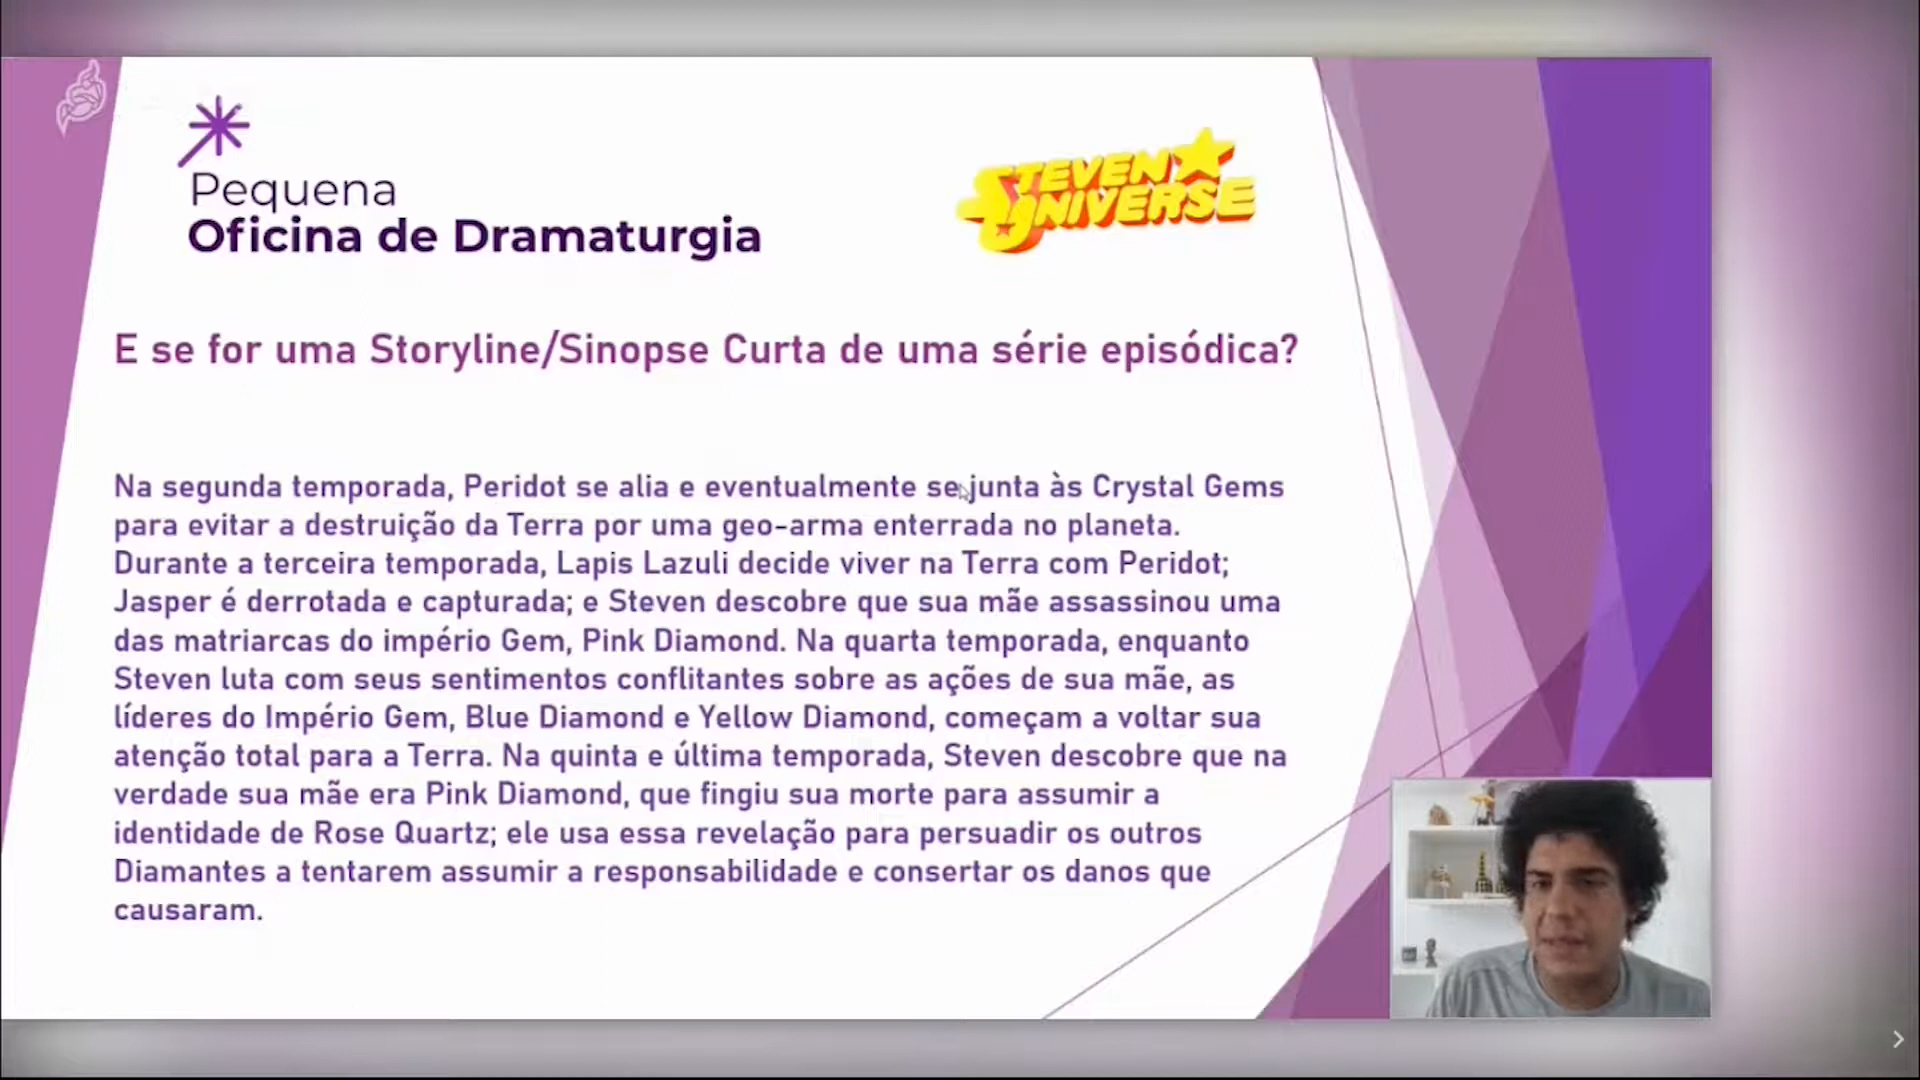 Pequena
Oficina de Dramaturgia
STEVEN
UNIVERSE
E se for uma Storyline/Sinopse Curta de uma série episódica?
Na segunda temporada, Peridot se alia e eventualmente se junta às Crystal Gems
para evitar a destruição da Terra por uma geo-arma enterrada no planeta.
Durante a terceira temporada, Lapis Lazuli decide viver na Terra com Peridot;
Jasper é derrotada e capturada; e Steven descobre que sua mãe assassinou uma
das matriarcas do império Gem, Pink Diamond. Na quarta temporada, enquanto
Steven luta com seus sentimentos conflitantes sobre as ações de sua mãe, as
líderes do Império Gem, Blue Diamond e Yellow Diamond, começam a voltar sua
atenção total para a Terra. Na quinta e última temporada, Steven descobre que na
verdade sua mãe era Pink Diamond, que fingiu sua morte para assumir a
identidade de Rose Quartz; ele usa essa revelação para persuadir os outros
Diamantes a tentarem assumir a responsabilidade e consertar os danos que
causaram.